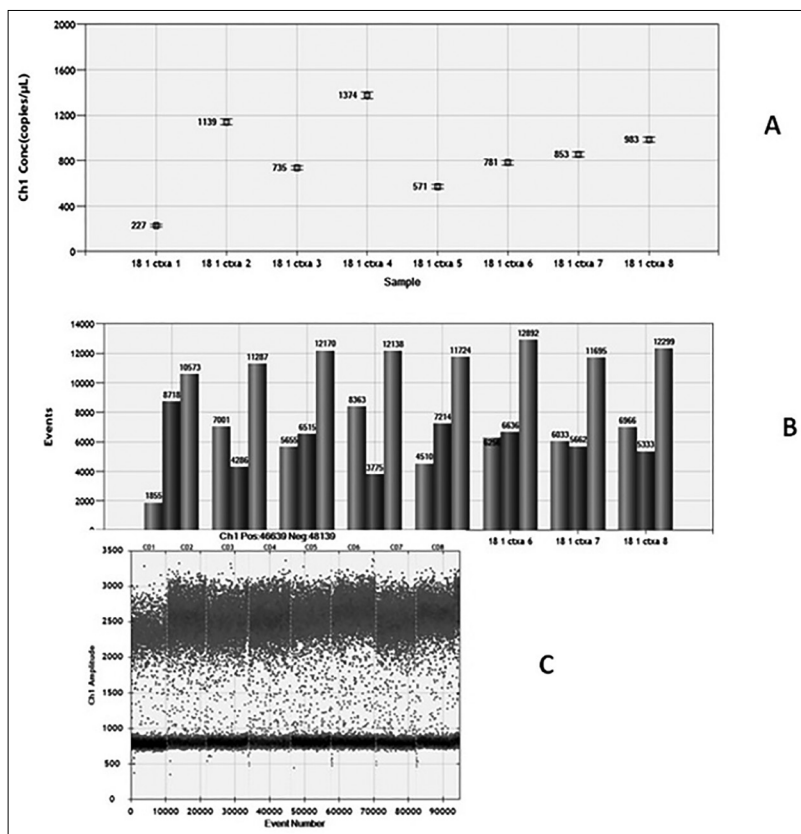 2000
1600
1200
800
400
0
Ch1 Conc(copies/µL)
227
1139
735
1374
571
781
853
983
18 1 ctxa 1 18 1 ctxa 2 18 1 ctxa 3 18 1 ctxa 4 18 1 ctxa 5 18 1 ctxa 6 18 1 ctxa 7 18 1 ctxa 8
Sample
A
14000
12000
10000
8000
6000
4000
2000
0
Events
1855 8718 10573
7001 4286 11287
5655 6515 12170
8363 3775 12138
4510 7214 11724
6636 12892
6033 5662 11695
6966 5333 12299
B
18 1 ctxa 6 18 1 ctxa 7 18 1 ctxa 8
Ch1 Pos:46639 Neg:48139
C01 C02 C03 C04 C05 C06 C07 C08
3500
3000
2500
2000
1500
1000
500
0
Ch1 Amplitude
0 10000 20000 30000 40000 50000 60000 70000 80000 90000
Event Number
C